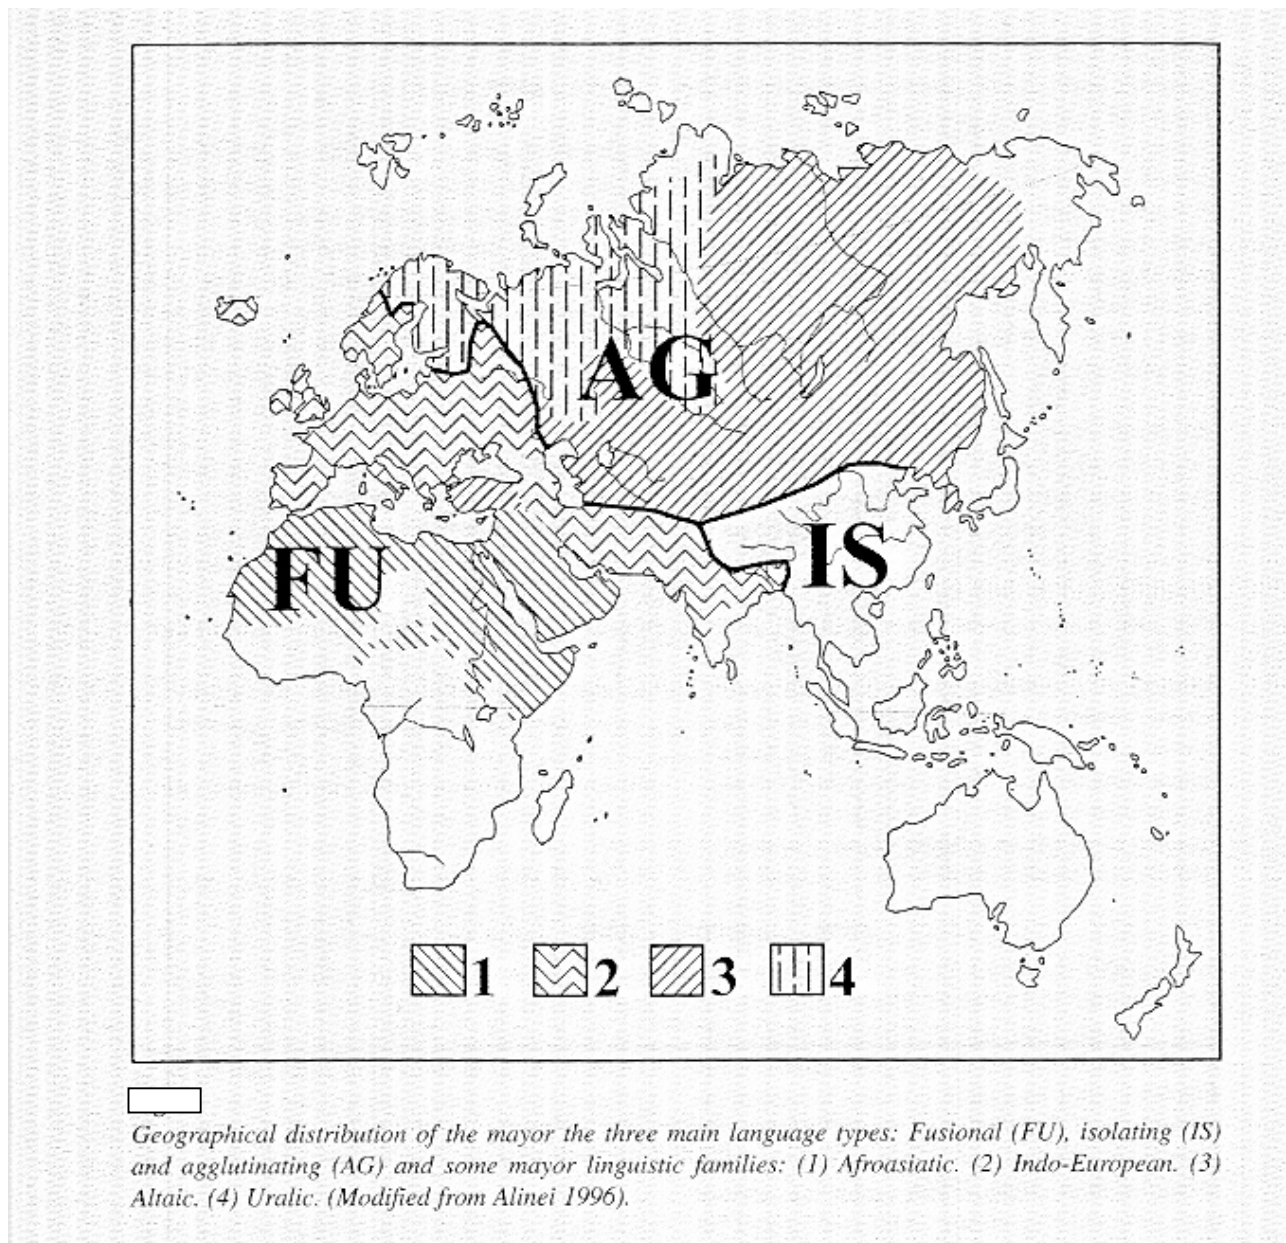 AG
FU
IS
1 2 3 4
Geographical distribution of the mayor the three main language types: Fusional (FU), isolating (IS)
and agglutinating (AG) and some mayor linguistic families: (1) Afroasiatic. (2) Indo-European. (3)
Altaic. (4) Uralic. (Modified from Alinei 1996).